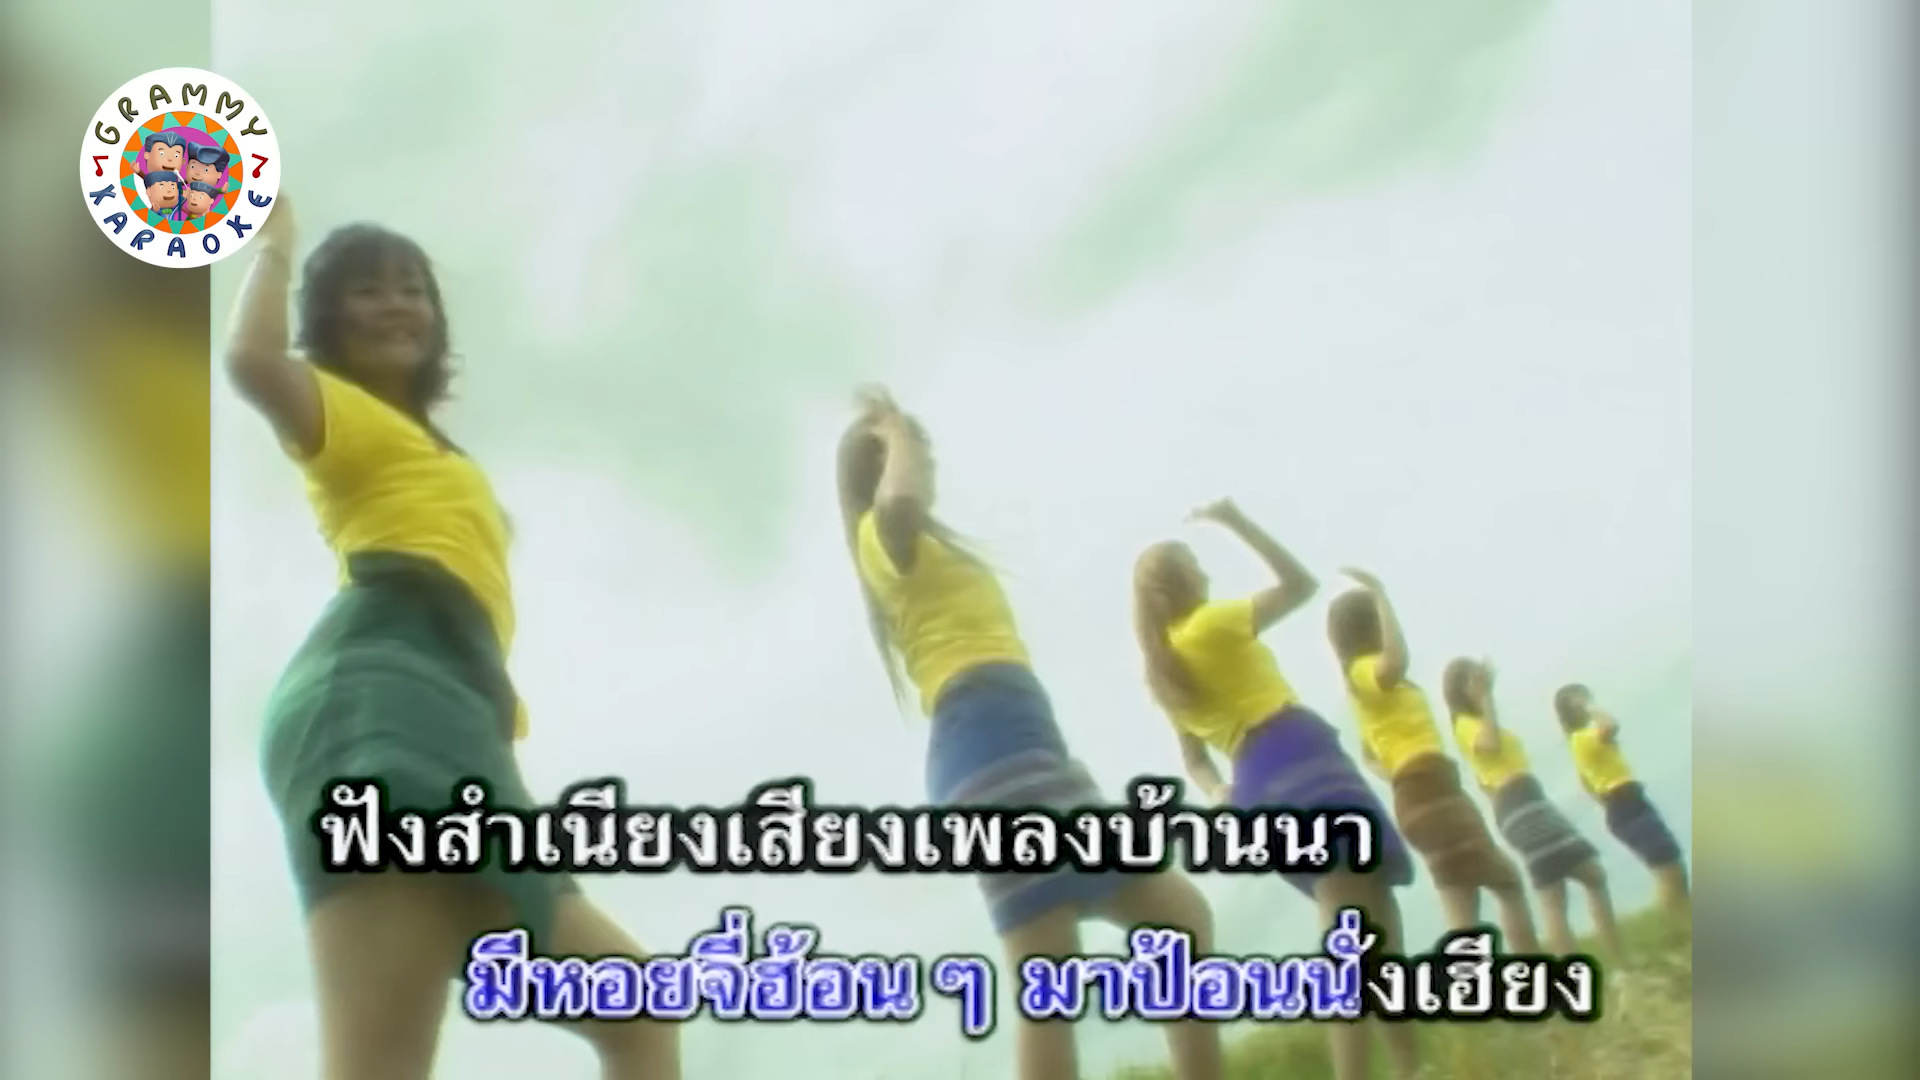 GRAMMY
KARAOKE
ฟังสำเนียงเสียงเพลงบ้านนา
มีหอยจี่ฮ้อน ๆ มาป้อนนั่งเฮียง